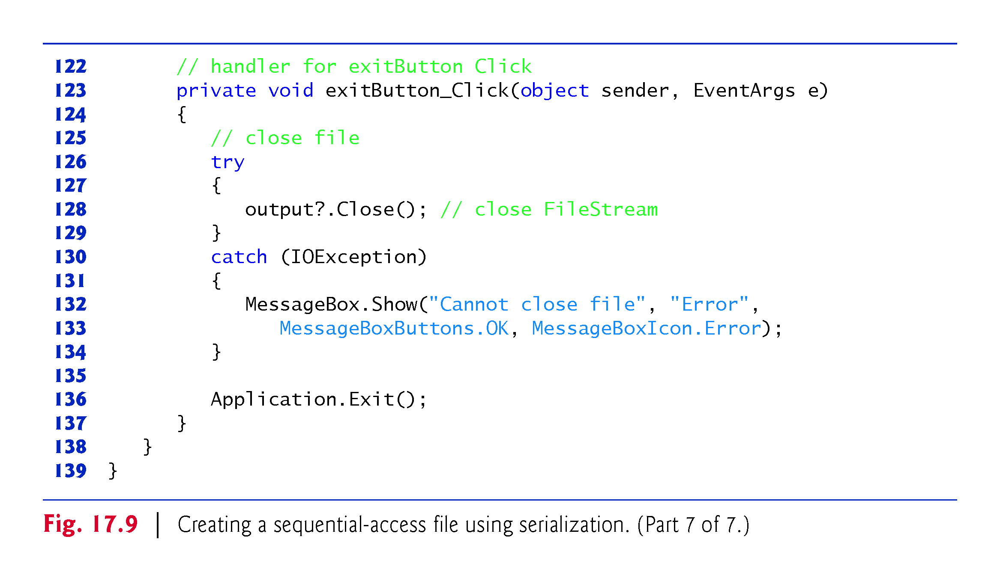 122 // handler for exitButton Click
123 private void exitButton_Click(object sender, EventArgs e)
124 {
125 // close file
126 try
127 {
128 output?.Close(); // close FileStream
129 }
130 catch (IOException)
131 {
132 MessageBox.Show("Cannot close file", "Error",
133 MessageBoxButtons.OK, MessageBoxIcon.Error);
134 }
135
136 Application.Exit();
137 }
138 }
139 }
Fig. 17.9 | Creating a sequential-access file using serialization. (Part 7 of 7.)